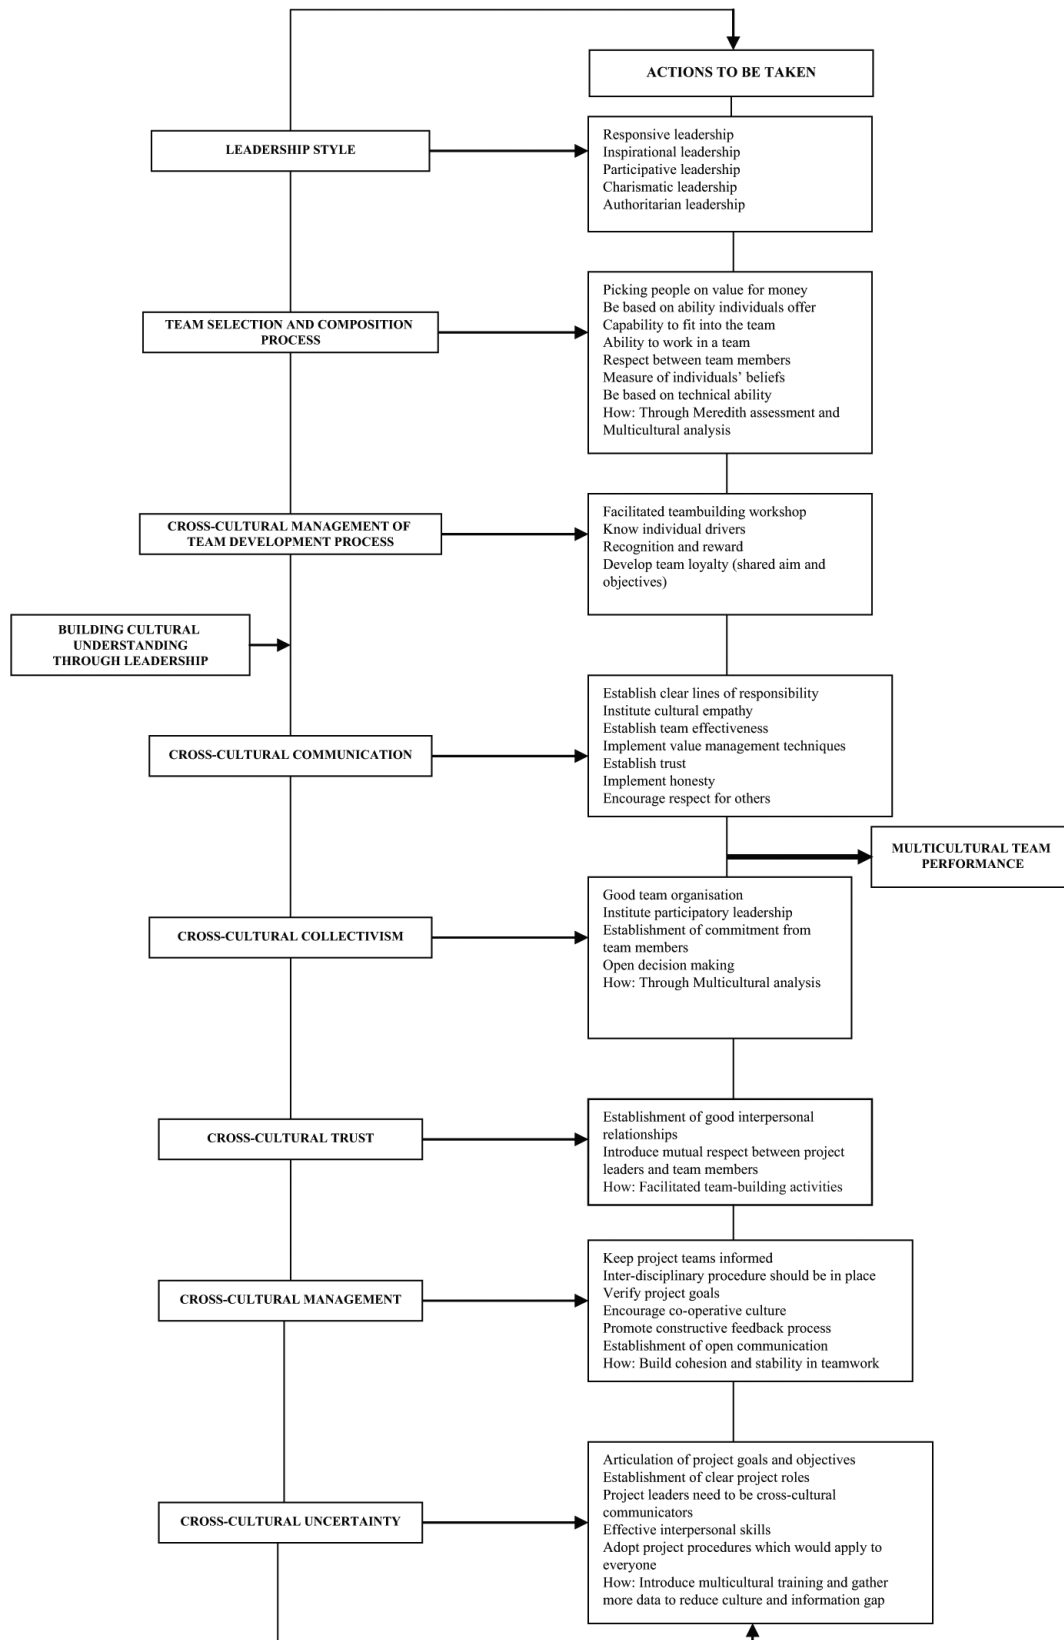 ACTIONS TO BE TAKEN
LEADERSHIP STYLE
Responsive leadership
Inspirational leadership
Participative leadership
Charismatic leadership
Authoritarian leadership
TEAM SELECTION AND COMPOSITION
PROCESS
Picking people on value for money
Be based on ability individuals offer
Capability to fit into the team
Ability to work in a team
Respect between team members
Measure of individuals’ beliefs
Be based on technical ability
How: Through Meredith assessment and
Multicultural analysis
CROSS-CULTURAL MANAGEMENT OF
TEAM DEVELOPMENT PROCESS
Facilitated teambuilding workshop
Know individual drivers
Recognition and reward
Develop team loyalty (shared aim and
objectives)
BUILDING CULTURAL
UNDERSTANDING
THROUGH LEADERSHIP
CROSS-CULTURAL COMMUNICATION
Establish clear lines of responsibility
Institute cultural empathy
Establish team effectiveness
Implement value management techniques
Establish trust
Implement honesty
Encourage respect for others
MULTICULTURAL TEAM
PERFORMANCE
CROSS-CULTURAL COLLECTIVISM
Good team organisation
Institute participatory leadership
Establishment of commitment from
team members
Open decision making
How: Through Multicultural analysis
CROSS-CULTURAL TRUST
Establishment of good interpersonal
relationships
Introduce mutual respect between project
leaders and team members
How: Facilitated team-building activities
CROSS-CULTURAL MANAGEMENT
Keep project teams informed
Inter-disciplinary procedure should be in place
Verify project goals
Encourage co-operative culture
Promote constructive feedback process
Establishment of open communication
How: Build cohesion and stability in teamwork
CROSS-CULTURAL UNCERTAINTY
Articulation of project goals and objectives
Establishment of clear project roles
Project leaders need to be cross-cultural
communicators
Effective interpersonal skills
Adopt project procedures which would apply to
everyone
How: Introduce multicultural training and gather
more data to reduce culture and information gap